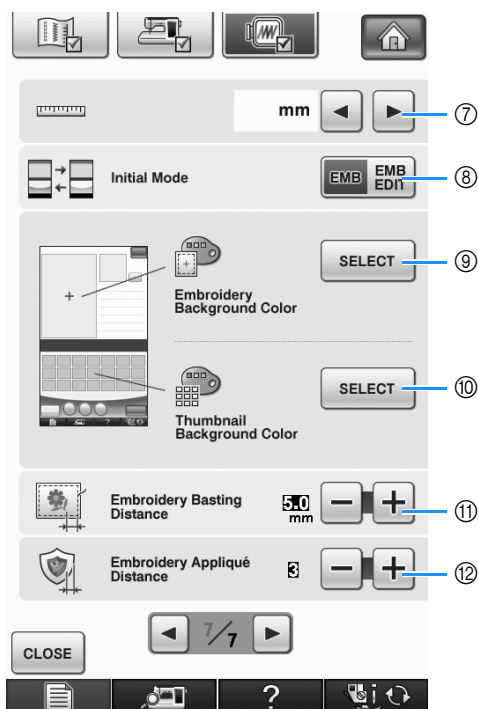 mm
⑦
Initial Mode
EMB
EMB
EDIT
⑧
SELECT
⑨
Embroidery
Background Color
SELECT
⑩
Thumbnail
Background Color
Embroidery Basting
Distance
5.0
mm
− +
⑪
Embroidery Appliqué
Distance
3
− +
⑫
7/7
CLOSE
?